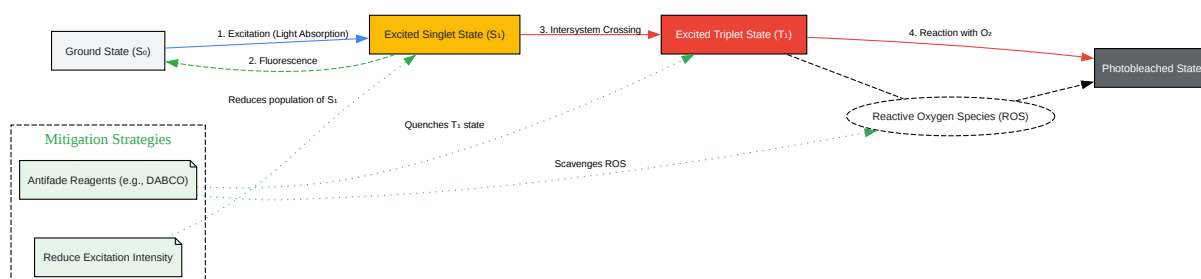 1. Excitation (Light Absorption)
3. Intersystem Crossing
4. Reaction with O₂
Ground State (S₀)
Excited Singlet State (S₁)
Excited Triplet State (T₁)
2. Fluorescence
Photobleached State
Reduces population of S₁
Reactive Oxygen Species (ROS)
Quenches T₁ state
Mitigation Strategies
Scavenges ROS
Antifade Reagents (e.g., DABCO)
Reduce Excitation Intensity